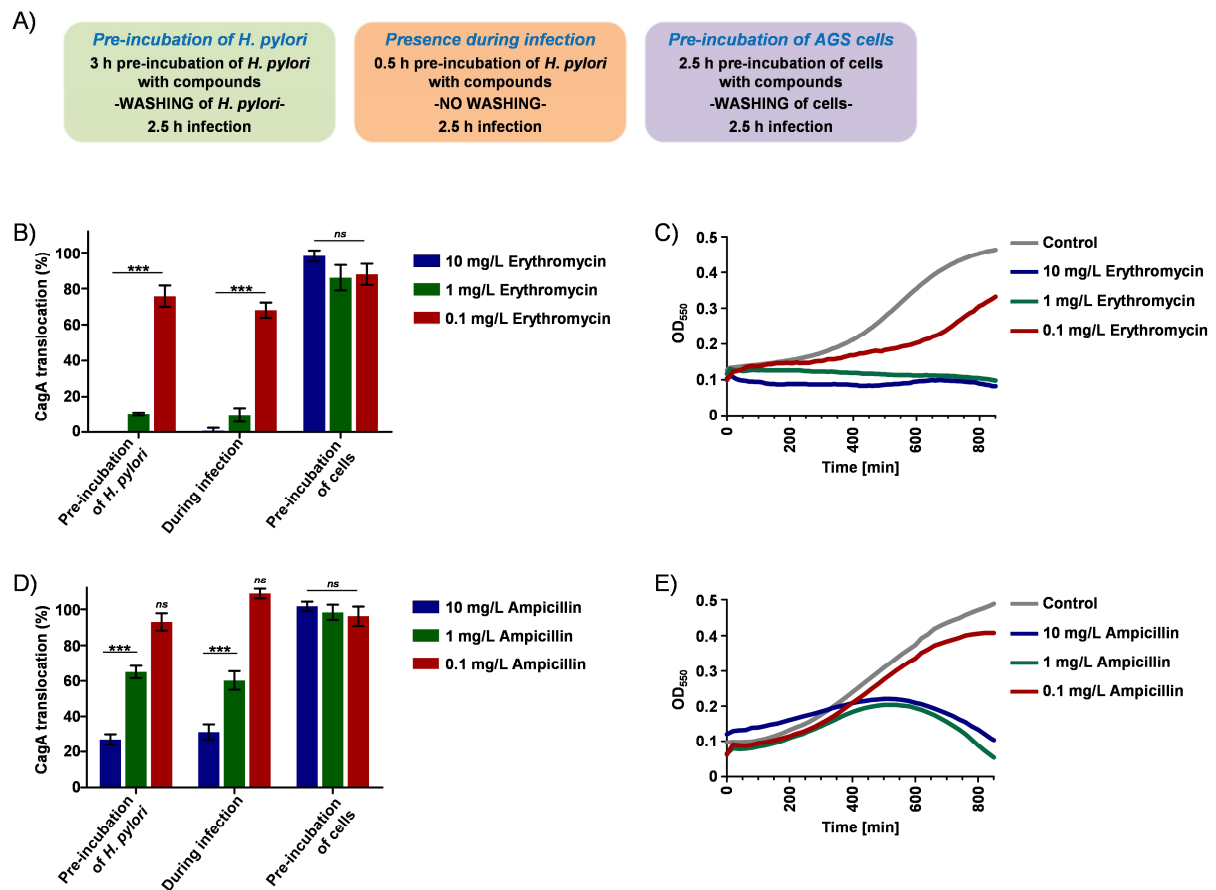 A)
Pre-incubation of H. pylori
3 h pre-incubation of H. pylori
with compounds
-WASHING of H. pylori-
2.5 h infection
Presence during infection
0.5 h pre-incubation of H. pylori
with compounds
-NO WASHING-
2.5 h infection
Pre-incubation of AGS cells
2.5 h pre-incubation of cells
with compounds
-WASHING of cells-
2.5 h infection
B)
CagA translocation (%)
100
80
60
40
20
0
***
***
ns
Pre-incubation
of H. pylori
During infection
Pre-incubation
of cells
10 mg/L Erythromycin
1 mg/L Erythromycin
0.1 mg/L Erythromycin
C)
OD550
0.5
0.4
0.3
0.2
0.1
0
0
200
400
600
800
Time [min]
Control
10 mg/L Erythromycin
1 mg/L Erythromycin
0.1 mg/L Erythromycin
D)
CagA translocation (%)
100
80
60
40
20
0
***
ns
***
ns
ns
Pre-incubation
of H. pylori
During infection
Pre-incubation
of cells
10 mg/L Ampicillin
1 mg/L Ampicillin
0.1 mg/L Ampicillin
E)
OD550
0.5
0.4
0.3
0.2
0.1
0
0
200
400
600
800
Time [min]
Control
10 mg/L Ampicillin
1 mg/L Ampicillin
0.1 mg/L Ampicillin